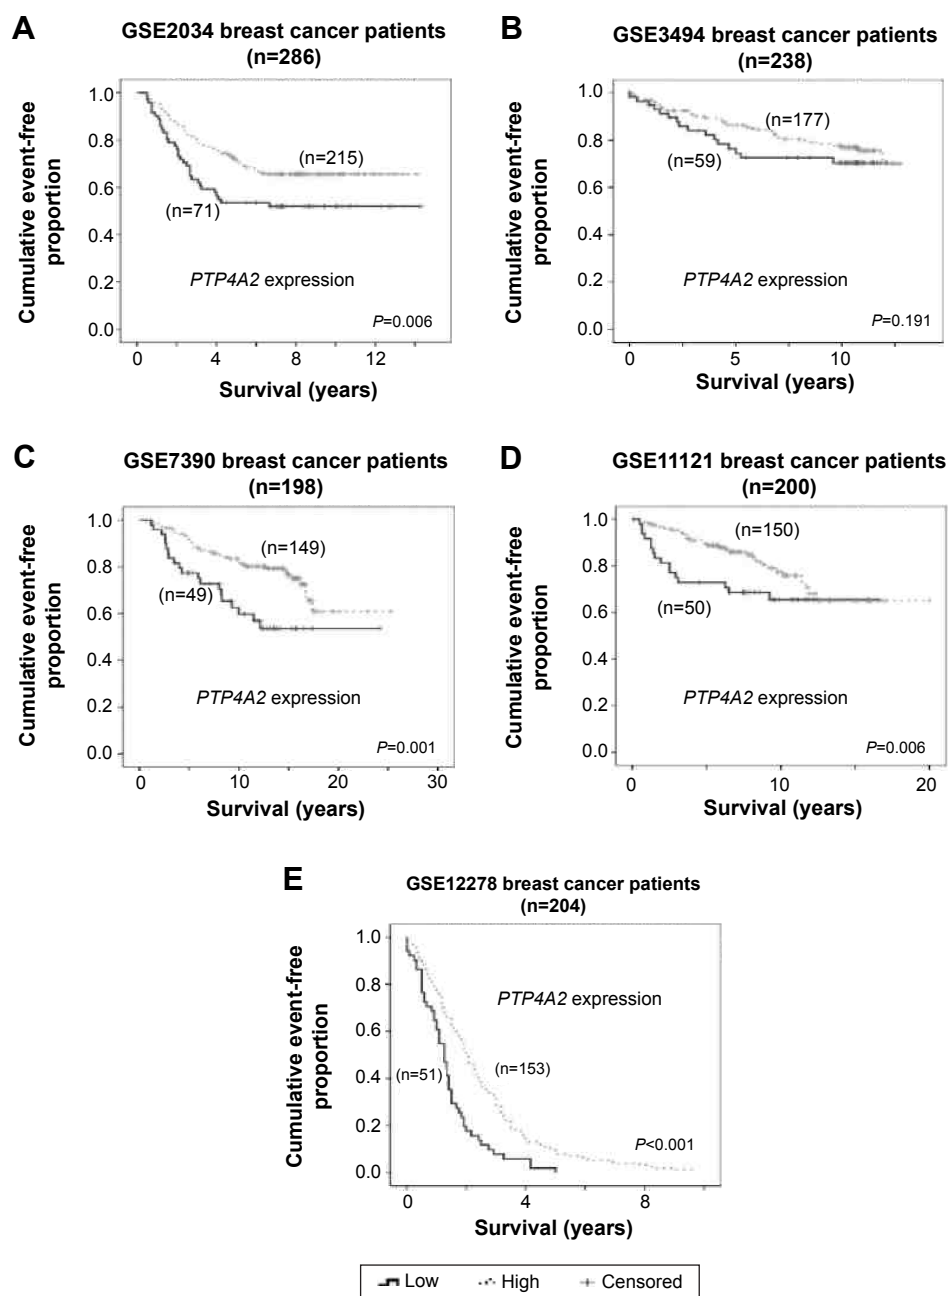 A
GSE2034 breast cancer patients
(n=286)
Cumulative event-free
proportion
1.0
0.8
0.6
0.4
0.2
0.0
(n=215)
(n=71)
PTP4A2 expression
P=0.006
0 4 8 12
Survival (years)
B
GSE3494 breast cancer patients
(n=238)
Cumulative event-free
proportion
1.0
0.8
0.6
0.4
0.2
0.0
(n=177)
(n=59)
PTP4A2 expression
P=0.191
0 5 10
Survival (years)
C
GSE7390 breast cancer patients
(n=198)
Cumulative event-free
proportion
1.0
0.8
0.6
0.4
0.2
0.0
(n=149)
(n=49)
PTP4A2 expression
P=0.001
0 10 20 30
Survival (years)
D
GSE11121 breast cancer patients
(n=200)
Cumulative event-free
proportion
1.0
0.8
0.6
0.4
0.2
0.0
(n=150)
(n=50)
PTP4A2 expression
P=0.006
0 10 20
Survival (years)
E
GSE12278 breast cancer patients
(n=204)
Cumulative event-free
proportion
1.0
0.8
0.6
0.4
0.2
0.0
PTP4A2 expression
(n=51)
(n=153)
P<0.001
0 4 8
Survival (years)
Low High Censored